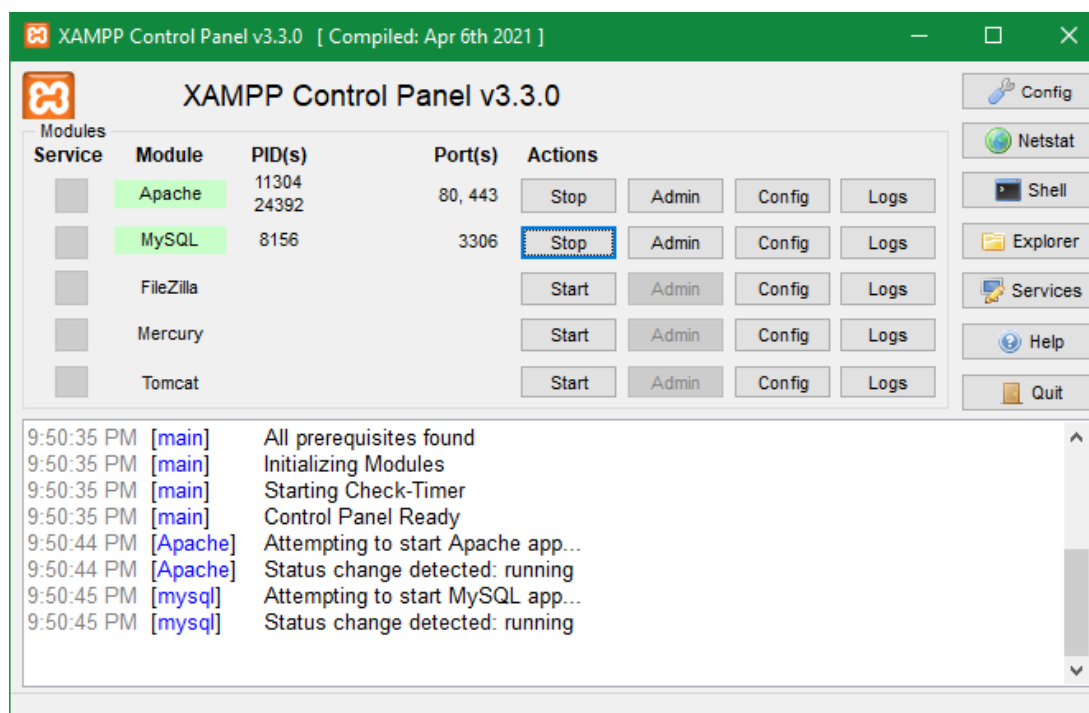 XAMPP Control Panel v3.3.0 [ Compiled: Apr 6th 2021 ]
XAMPP Control Panel v3.3.0
Modules
Service Module PID(s) Port(s) Actions
Apache 11304 24392 80, 443 Stop Admin Config Logs
MySQL 8156 3306 Stop Admin Config Logs
FileZilla Start Admin Config Logs
Mercury Start Admin Config Logs
Tomcat Start Admin Config Logs
Config
Netstat
Shell
Explorer
Services
Help
Quit
9:50:35 PM [main] All prerequisites found
9:50:35 PM [main] Initializing Modules
9:50:35 PM [main] Starting Check-Timer
9:50:35 PM [main] Control Panel Ready
9:50:44 PM [Apache] Attempting to start Apache app...
9:50:44 PM [Apache] Status change detected: running
9:50:45 PM [mysql] Attempting to start MySQL app...
9:50:45 PM [mysql] Status change detected: running